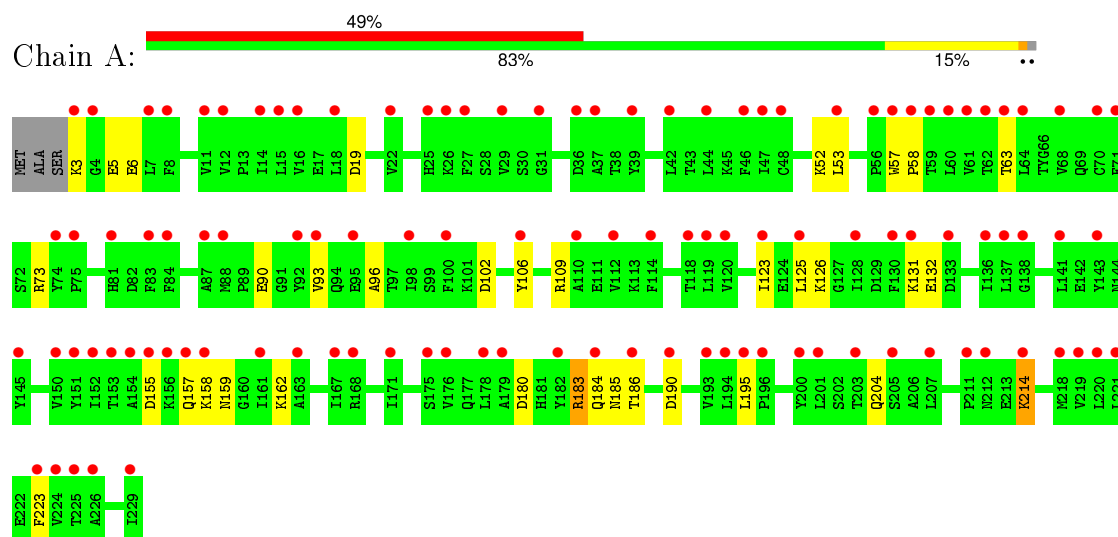 49%
Chain A:
83% 15% ••
MET ALA SER K3 G4 E5 E6 L7 F8 V11 V12 P13 I14 L15 V16 E17 L18 D19 V22 H25 K26 F27 S28 V29 S30 G31 D36 A37 T38 Y39 L42 T43 L44 K45 F46 I47 C48 K52 L53 P56 W57 P58 T59 L60 V61 T62 T63 L64 TYG66 V68 Q69 C70 F71
S72 R73 Y74 P75 H81 D82 F83 F84 A87 M88 P89 E90 G91 Y92 V93 Q94 E95 A96 T97 I98 S99 F100 K101 D102 Y106 R109 A110 E111 V112 K113 F114 T118 L119 V120 I123 E124 L125 K126 G127 I128 D129 F130 K131 E132 D133 I136 L137 G138 L141 E142 Y143 N144
Y145 V150 Y151 I152 T153 A154 D155 K156 Q157 K158 N159 G160 I161 K162 A163 I167 R168 I171 S175 V176 Q177 L178 A179 D180 H181 Y182 R183 Q184 N185 T186 D190 V193 L194 L195 P196 Y200 L201 S202 T203 Q204 S205 A206 L207 P211 N212 E213 K214 M218 V219 L220 L221
E222 F223 V224 T225 A226 I229